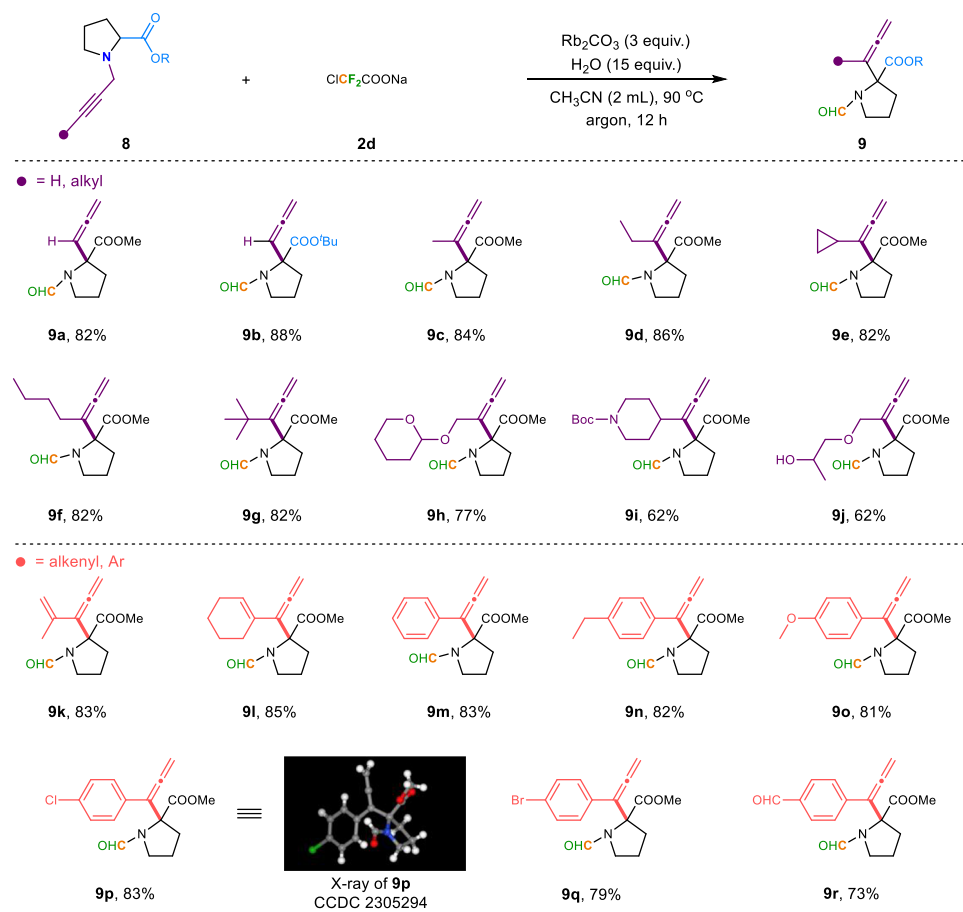 O
OR
N
8
+
ClCF2COONa
2d
Rb2CO3 (3 equiv.)
H2O (15 equiv.)
CH3CN (2 mL), 90 °C
argon, 12 h
COOR
N
OHC
9
= H, alkyl
H
COOMe
N
OHC
9a, 82%
H
COOtBu
N
OHC
9b, 88%
COOMe
N
OHC
9c, 84%
COOMe
N
OHC
9d, 86%
COOMe
N
OHC
9e, 82%
COOMe
N
OHC
9f, 82%
COOMe
N
OHC
9g, 82%
O
O
COOMe
N
OHC
9h, 77%
Boc
N
COOMe
N
OHC
9i, 62%
O
HO
COOMe
N
OHC
9j, 62%
= alkenyl, Ar
COOMe
N
OHC
9k, 83%
COOMe
N
OHC
9l, 85%
COOMe
N
OHC
9m, 83%
COOMe
N
OHC
9n, 82%
O
COOMe
N
OHC
9o, 81%
Cl
COOMe
N
OHC
9p, 83%
X-ray of 9p
CCDC 2305294
Br
COOMe
N
OHC
9q, 79%
OHC
COOMe
N
OHC
9r, 73%